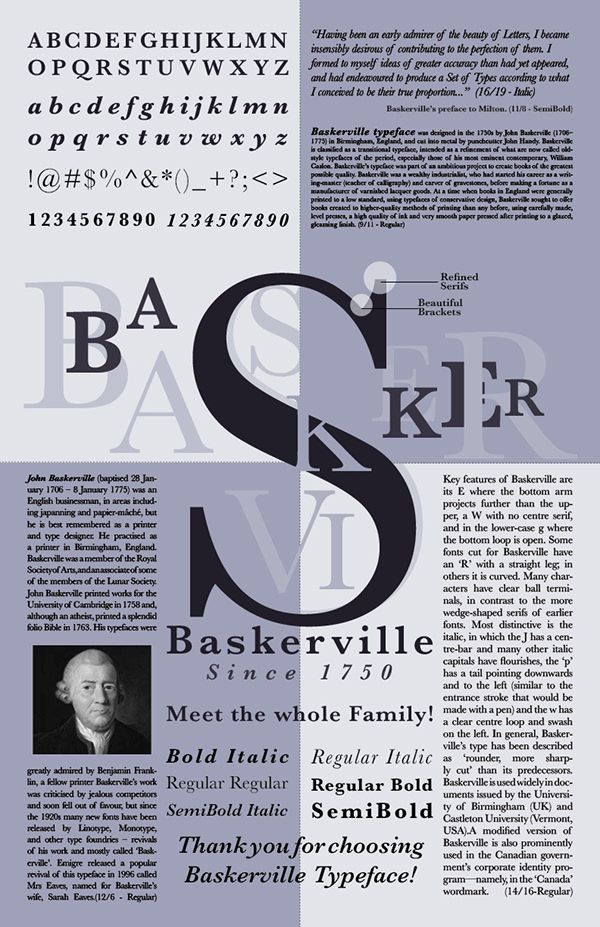 ABCDEFGHIJKLMN
OPQRSTUVWXYZ
abcdefghijklmn
opqrstuvwxyz
!@#$%^&*()_+?;<>
1234567890 1234567890
“Having been an early admirer of the beauty of Letters, I became
insensibly desirous of contributing to the perfection of them. I
formed to myself ideas of greater accuracy than had yet appeared,
and had endeavoured to produce a Set of Types according to what
I conceived to be their true proportion...” (16/19 - Italic)
Baskerville's preface to Milton. (11/8 - SemiBold)
Baskerville typeface was designed in the 1750s by John Baskerville (1706–
1775) in Birmingham, England, and cut into metal by punchcutter John Handy. Baskerville
is classified as a transitional typeface, intended as a refinement of what are now called old-
style typefaces of the period, especially those of his most eminent contemporary, William
Caslon. Baskerville's typeface was part of an ambitious project to create books of the greatest
possible quality. Baskerville was a wealthy industrialist, who had started his career as a writ-
ing-master (teacher of calligraphy) and carver of gravestones, before making a fortune as a
manufacturer of varnished lacquer goods. At a time when books in England were generally
printed to a low standard, using typefaces of conservative design, Baskerville sought to offer
books created to higher-quality methods of printing than any before, using carefully made,
level presses, a high quality of ink and very smooth paper pressed after printing to a glazed,
gleaming finish. (9/11 - Regular)
Refined
Serifs
Beautiful
Brackets
BASKER
BASKER
VI
John Baskerville (baptised 28 Jan-
uary 1706 – 8 January 1775) was an
English businessman, in areas includ-
ing japanning and papier-mâché, but
he is best remembered as a printer
and type designer. He practised as
a printer in Birmingham, England.
Baskerville was a member of the Royal
Society of Arts, and an associate of some
of the members of the Lunar Society.
John Baskerville printed works for the
University of Cambridge in 1758 and,
although an atheist, printed a splendid
folio Bible in 1763. His typefaces were
greatly admired by Benjamin Frank-
lin, a fellow printer Baskerville's work
was criticised by jealous competitors
and soon fell out of favour, but since
the 1920s many new fonts have been
released by Linotype, Monotype,
and other type foundries – revivals
of his work and mostly called 'Bask-
erville'. Emigre released a popular
revival of this typeface in 1996 called
Mrs Eaves, named for Baskerville's
wife, Sarah Eaves.(12/6 - Regular)
Baskerville
Since 1750
Meet the whole Family!
Bold Italic Regular Italic
Regular Regular Regular Bold
SemiBold Italic SemiBold
Thank you for choosing
Baskerville Typeface!
Key features of Baskerville are
its E where the bottom arm
projects further than the up-
per, a W with no centre serif,
and in the lower-case g where
the bottom loop is open. Some
fonts cut for Baskerville have
an 'R' with a straight leg; in
others it is curved. Many char-
acters have clear ball termi-
nals, in contrast to the more
wedge-shaped serifs of earlier
fonts. Most distinctive is the
italic, in which the J has a cen-
tre-bar and many other italic
capitals have flourishes, the 'p'
has a tail pointing downwards
and to the left (similar to the
entrance stroke that would be
made with a pen) and the w has
a clear centre loop and swash
on the left. In general, Basker-
ville's type has been described
as 'rounder, more sharp-
ly cut' than its predecessors.
Baskerville is used widely in doc-
uments issued by the Universi-
ty of Birmingham (UK) and
Castleton University (Vermont,
USA).A modified version of
Baskerville is also prominently
used in the Canadian govern-
ment's corporate identity pro-
gram—namely, in the 'Canada'
wordmark. (14/16-Regular)